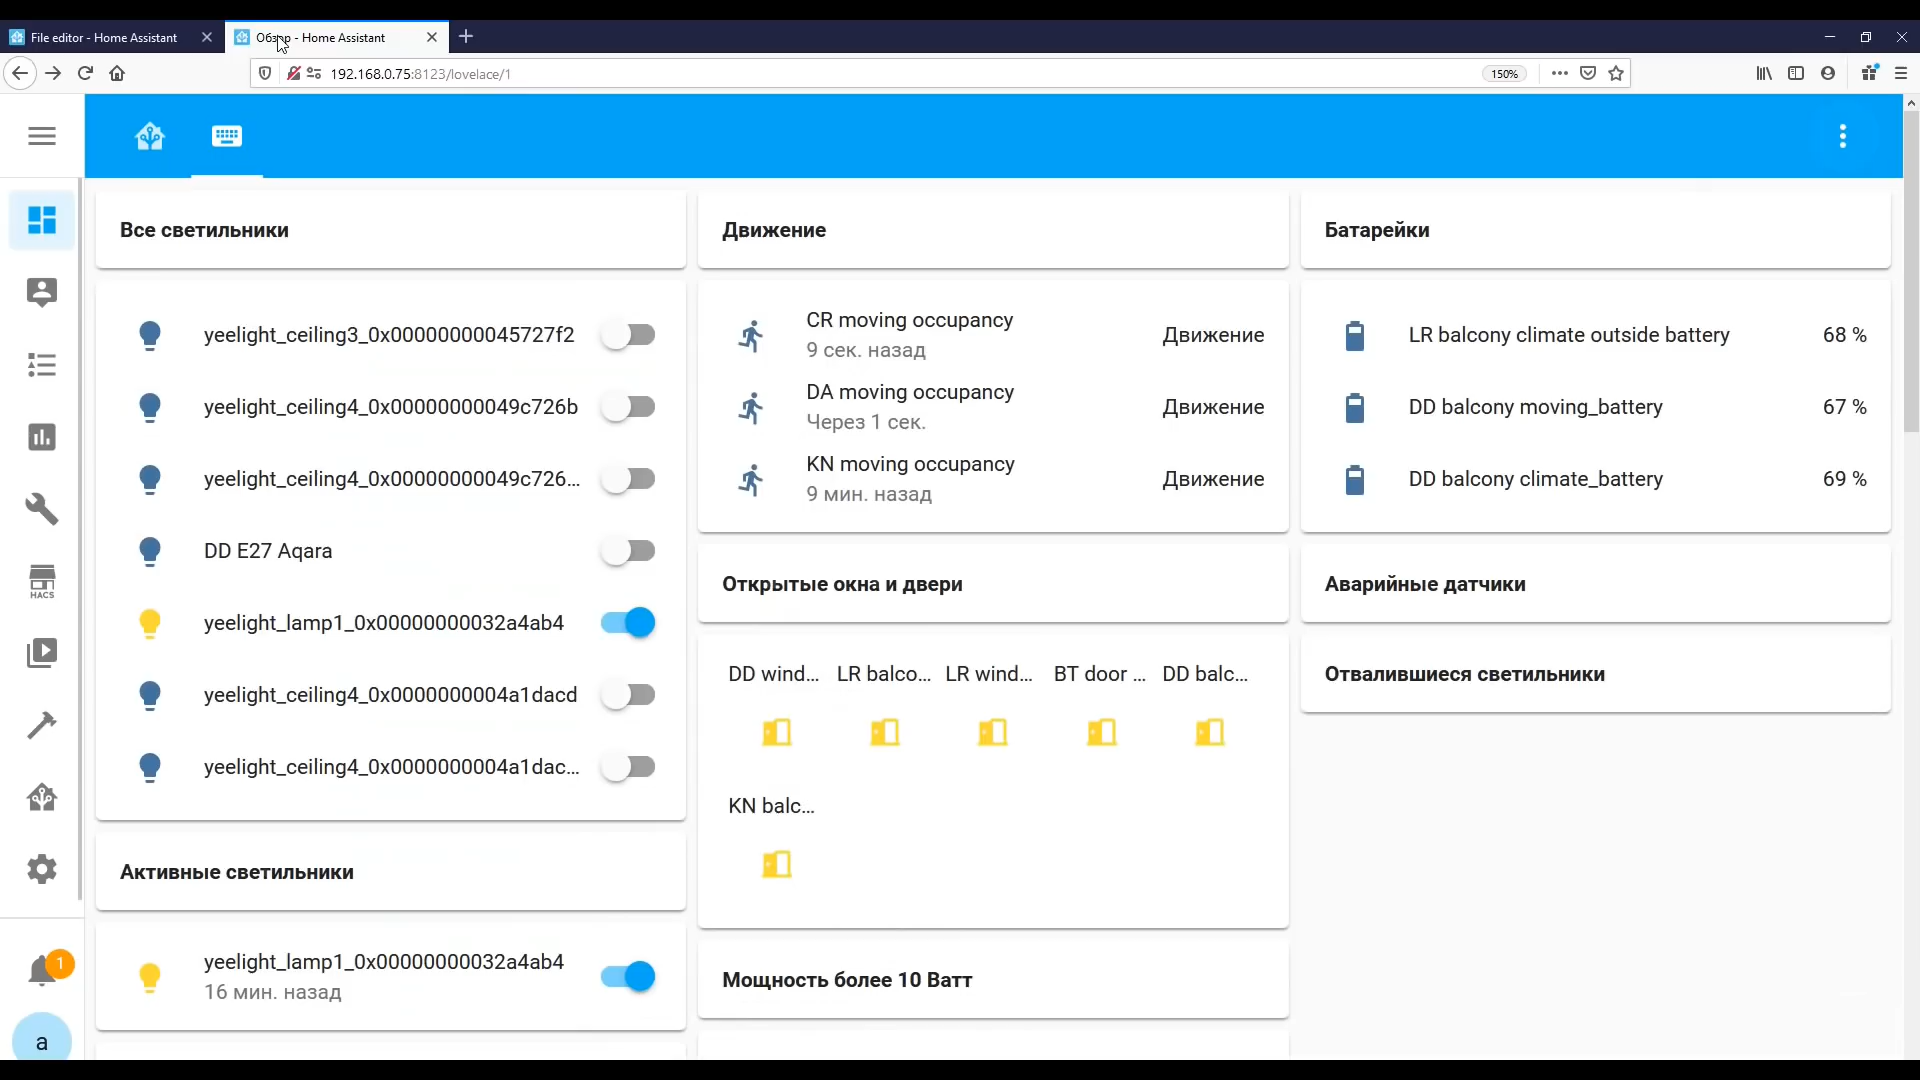 File editor - Home Assistant
Обзор - Home Assistant
192.168.0.75:8123/lovelace/1
150%
Все светильники
yeelight_ceiling3_0x00000000045727f2
yeelight_ceiling4_0x00000000049c726b
yeelight_ceiling4_0x00000000049c726...
DD E27 Aqara
yeelight_lamp1_0x00000000032a4ab4
yeelight_ceiling4_0x0000000004a1dacd
yeelight_ceiling4_0x0000000004a1dac...
Активные светильники
yeelight_lamp1_0x00000000032a4ab4
16 мин. назад
Движение
CR moving occupancy
9 сек. назад
Движение
DA moving occupancy
Через 1 сек.
Движение
KN moving occupancy
9 мин. назад
Движение
Открытые окна и двери
DD wind... LR balco... LR wind... BT door ... DD balc...
KN balc...
Мощность более 10 Ватт
Батарейки
LR balcony climate outside battery 68 %
DD balcony moving_battery 67 %
DD balcony climate_battery 69 %
Аварийные датчики
Отвалившиеся светильники
HACS
1
a